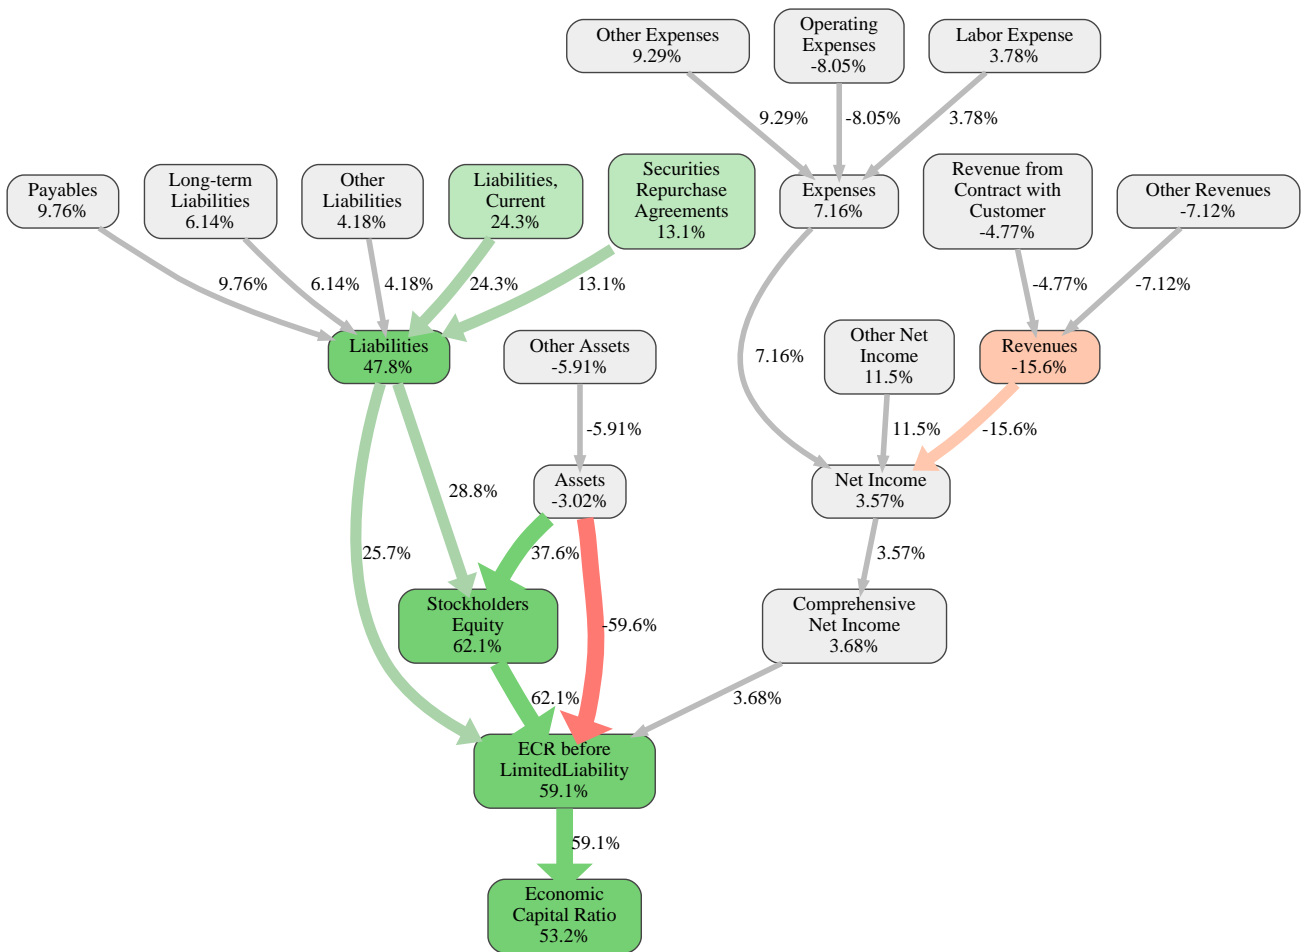 Other Expenses
9.29%
Operating
Expenses
-8.05%
Labor Expense
3.78%
9.29%
-8.05%
3.78%
Payables
9.76%
Long-term
Liabilities
6.14%
Other
Liabilities
4.18%
Liabilities,
Current
24.3%
Securities
Repurchase
Agreements
13.1%
Expenses
7.16%
Revenue from
Contract with
Customer
-4.77%
Other Revenues
-7.12%
9.76%
6.14%
4.18%
24.3%
13.1%
-4.77%
-7.12%
Liabilities
47.8%
Other Assets
-5.91%
7.16%
Other Net
Income
11.5%
Revenues
-15.6%
-5.91%
11.5%
-15.6%
28.8%
Assets
-3.02%
Net Income
3.57%
25.7%
37.6%
3.57%
Stockholders
Equity
62.1%
-59.6%
Comprehensive
Net Income
3.68%
62.1%
3.68%
ECR before
LimitedLiability
59.1%
59.1%
Economic
Capital Ratio
53.2%